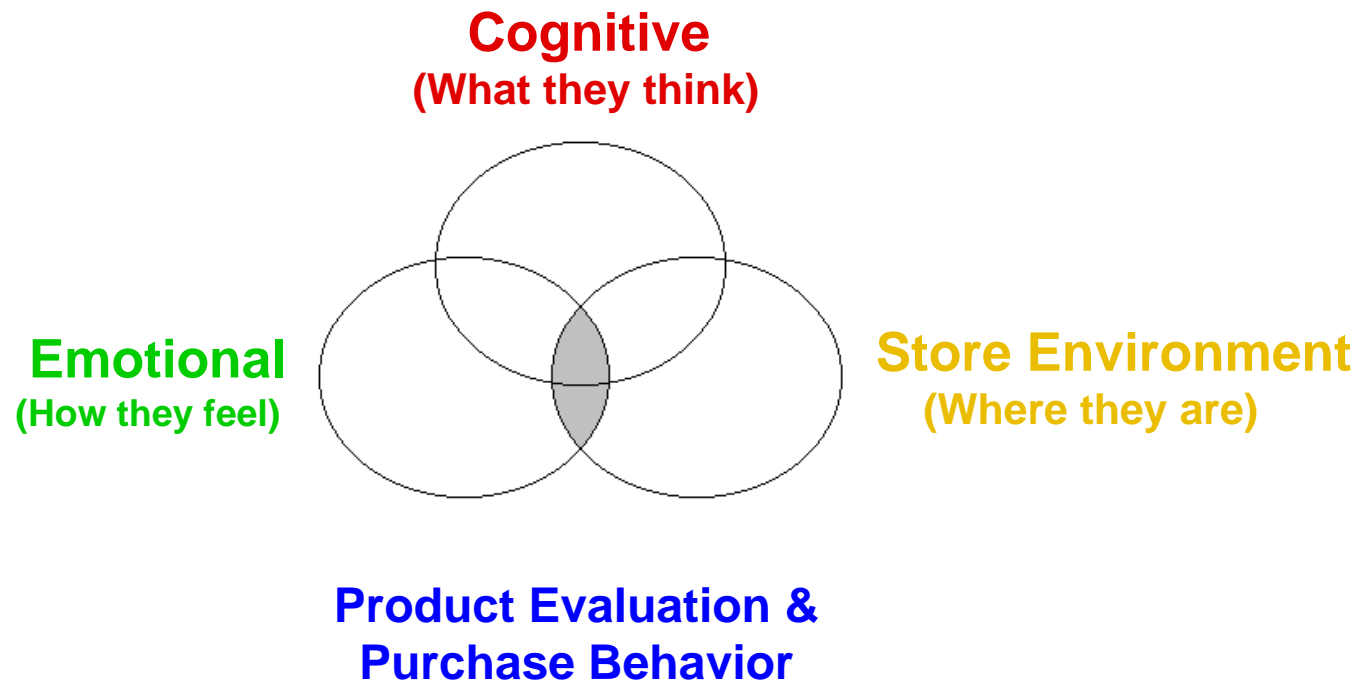 Cognitive
(What they think)
Emotional
(How they feel)
Store Environment
(Where they are)
Product Evaluation &
Purchase Behavior